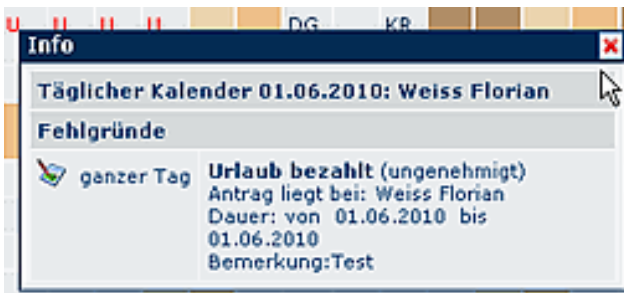 U U U U DG KR
Info
Täglicher Kalender 01.06.2010: Weiss Florian
Fehlgründe
ganzer Tag Urlaub bezahlt (ungenehmigt)
Antrag liegt bei: Weiss Florian
Dauer: von 01.06.2010 bis
01.06.2010
Bemerkung:Test